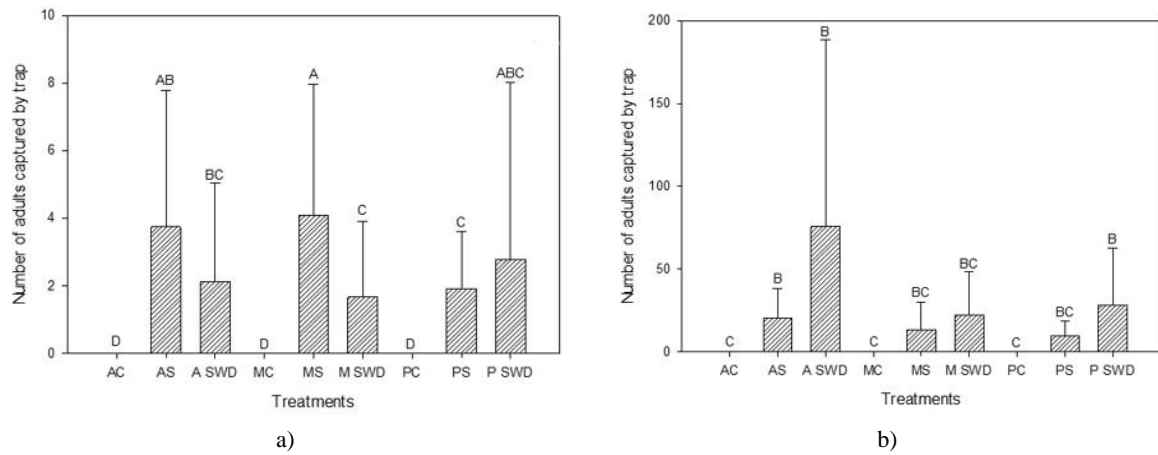 Number of adults captured by trap
10
8
6
4
2
0
D
AB
BC
D
A
C
D
C
ABC
AC AS A SWD MC MS M SWD PC PS P SWD
Treatments
a)
Number of adults captured by trap
200
150
100
50
0
C
B
B
C
BC
BC
C
BC
B
AC AS A SWD MC MS M SWD PC PS P SWD
Treatments
b)